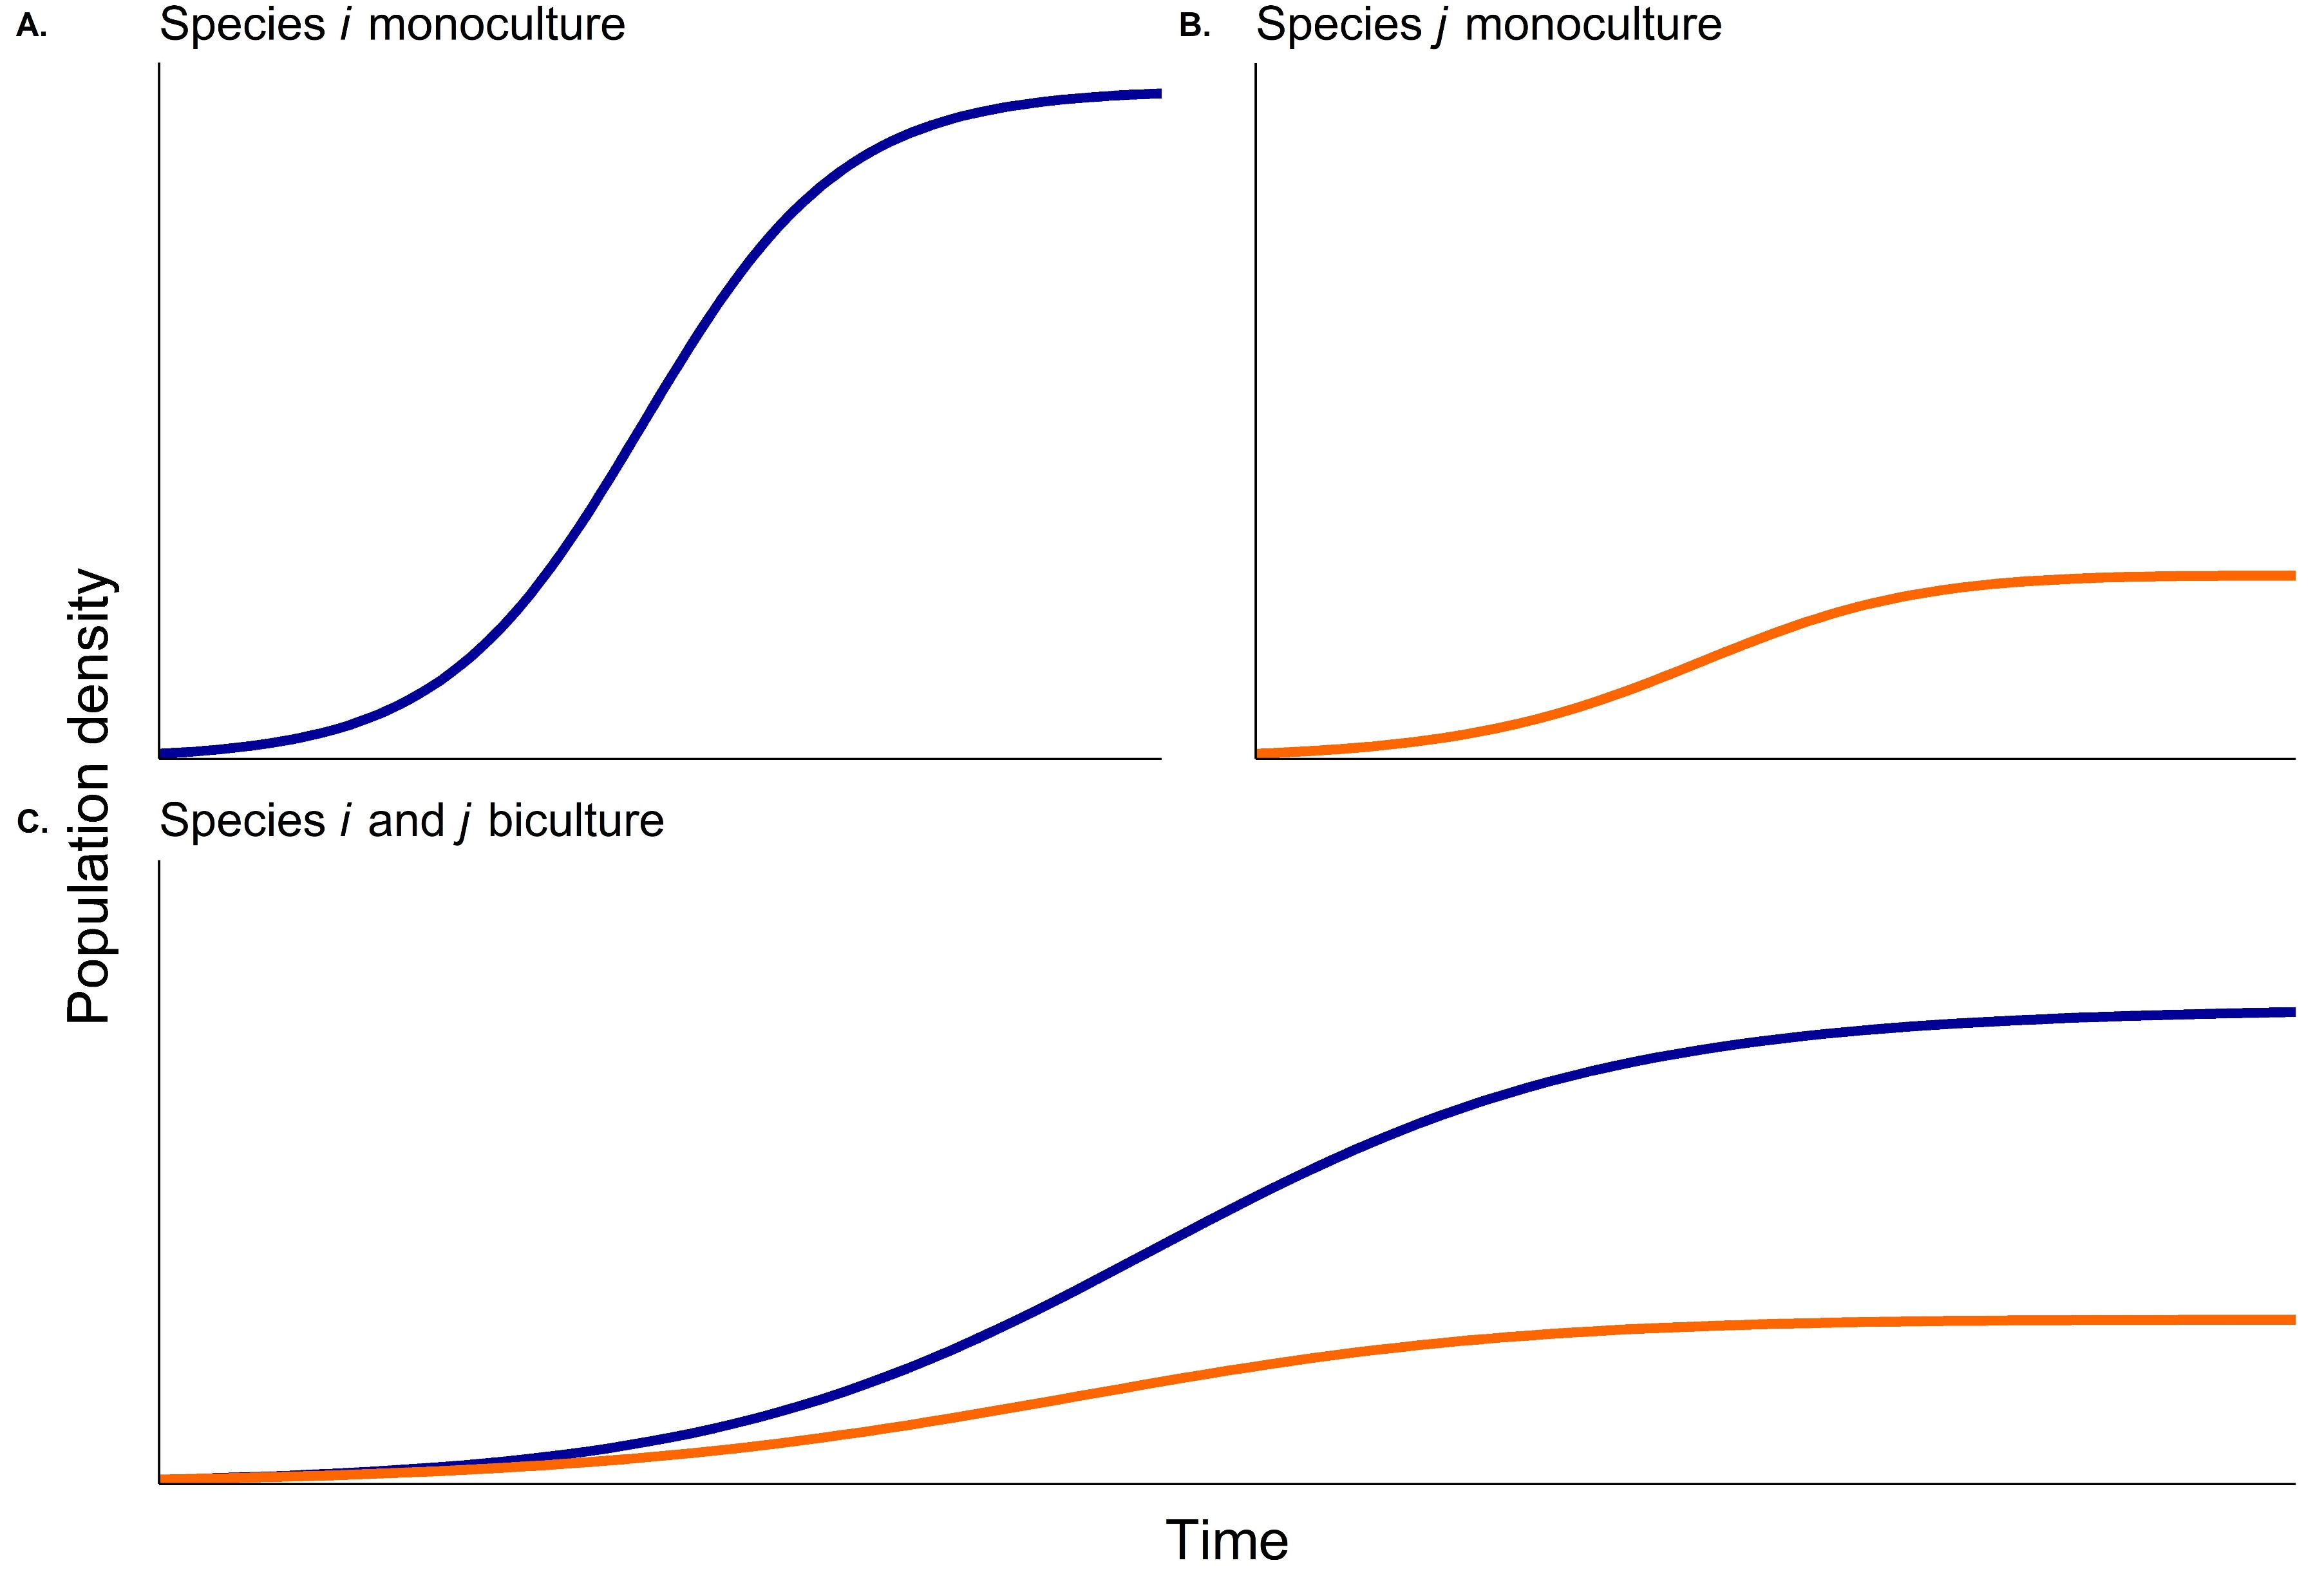 A.
Species i monoculture
B.
Species j monoculture
Population density
C.
Species i and j biculture
Time